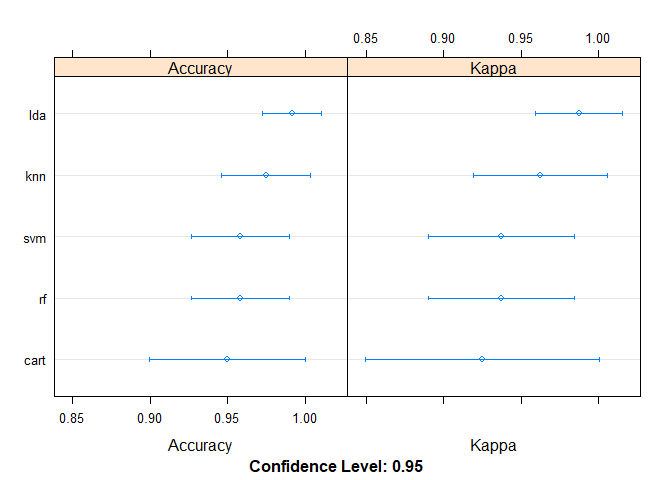 0.85 0.90 0.95 1.00
Accuracy Kappa
lda
knn
svm
rf
cart
0.85 0.90 0.95 1.00
Accuracy Kappa
Confidence Level: 0.95